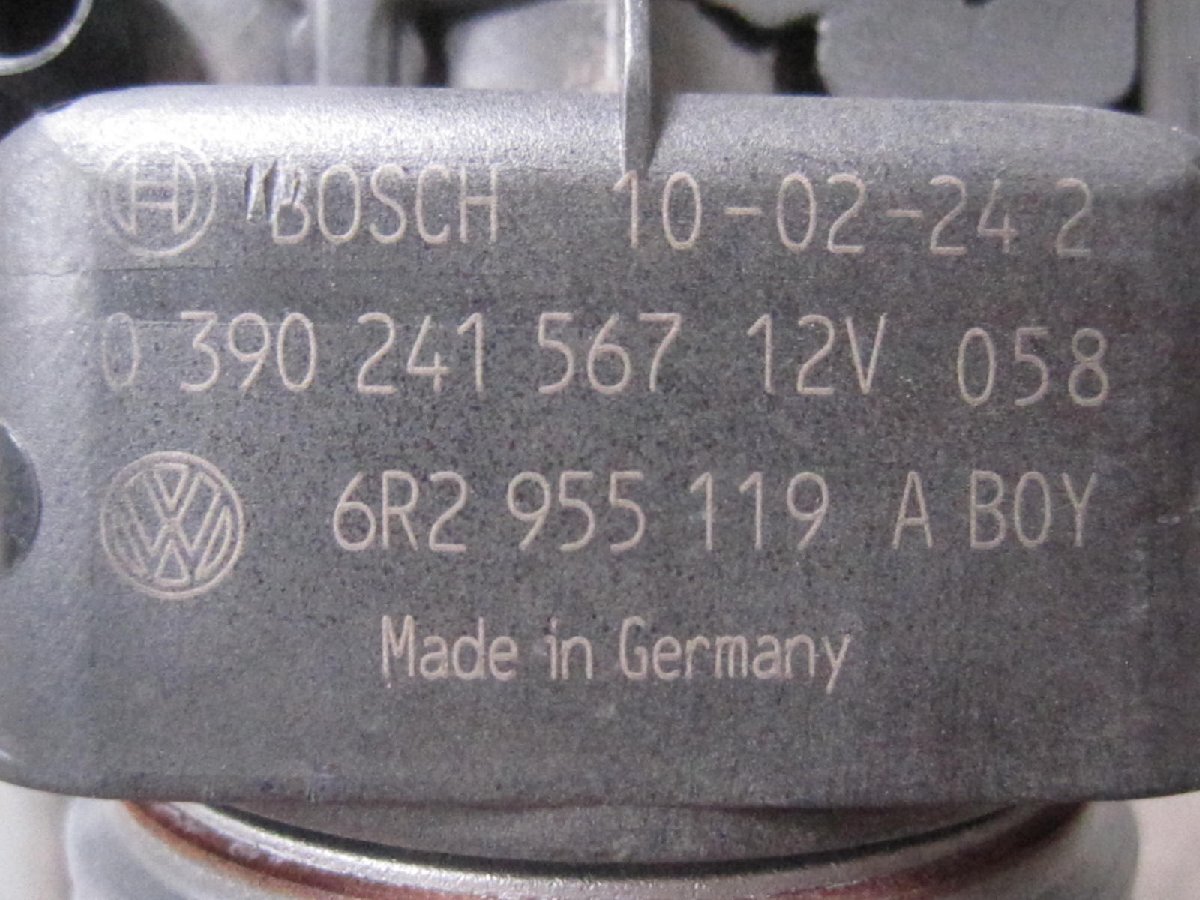 BOSCH 10-02-24 2
0 390 241 567 12V 058
6R2 955 119 A BOY
Made in Germany